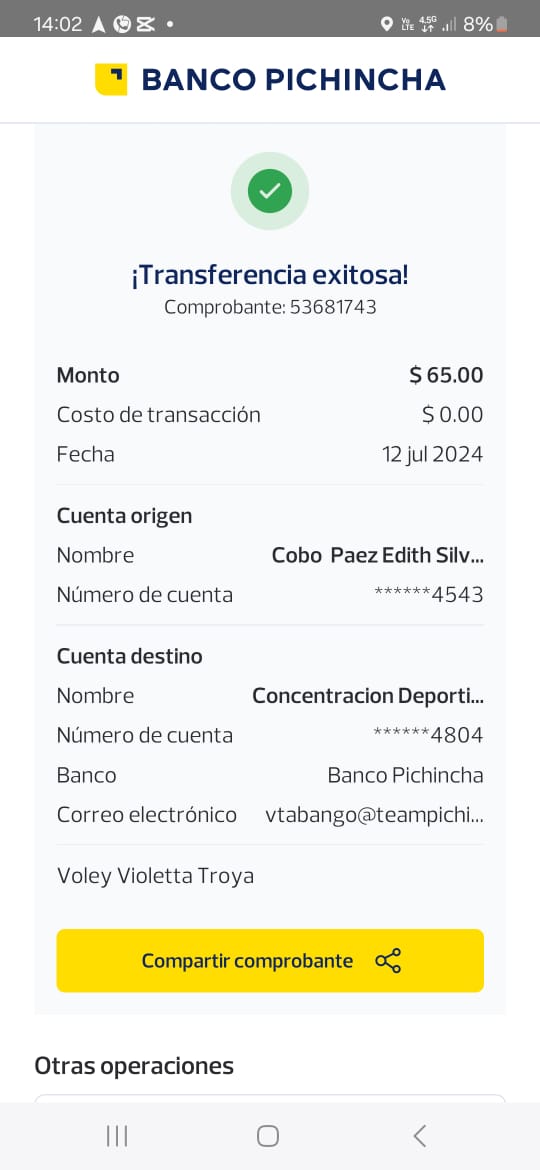 14:02
Yo LTE 4.5G 8%
BANCO PICHINCHA
¡Transferencia exitosa!
Comprobante: 53681743
Monto $ 65.00
Costo de transacción $ 0.00
Fecha 12 jul 2024
Cuenta origen
Nombre Cobo Paez Edith Silv...
Número de cuenta ******4543
Cuenta destino
Nombre Concentracion Deporti...
Número de cuenta ******4804
Banco Banco Pichincha
Correo electrónico vtabango@teampichi...
Voley Violetta Troya
Compartir comprobante
Otras operaciones